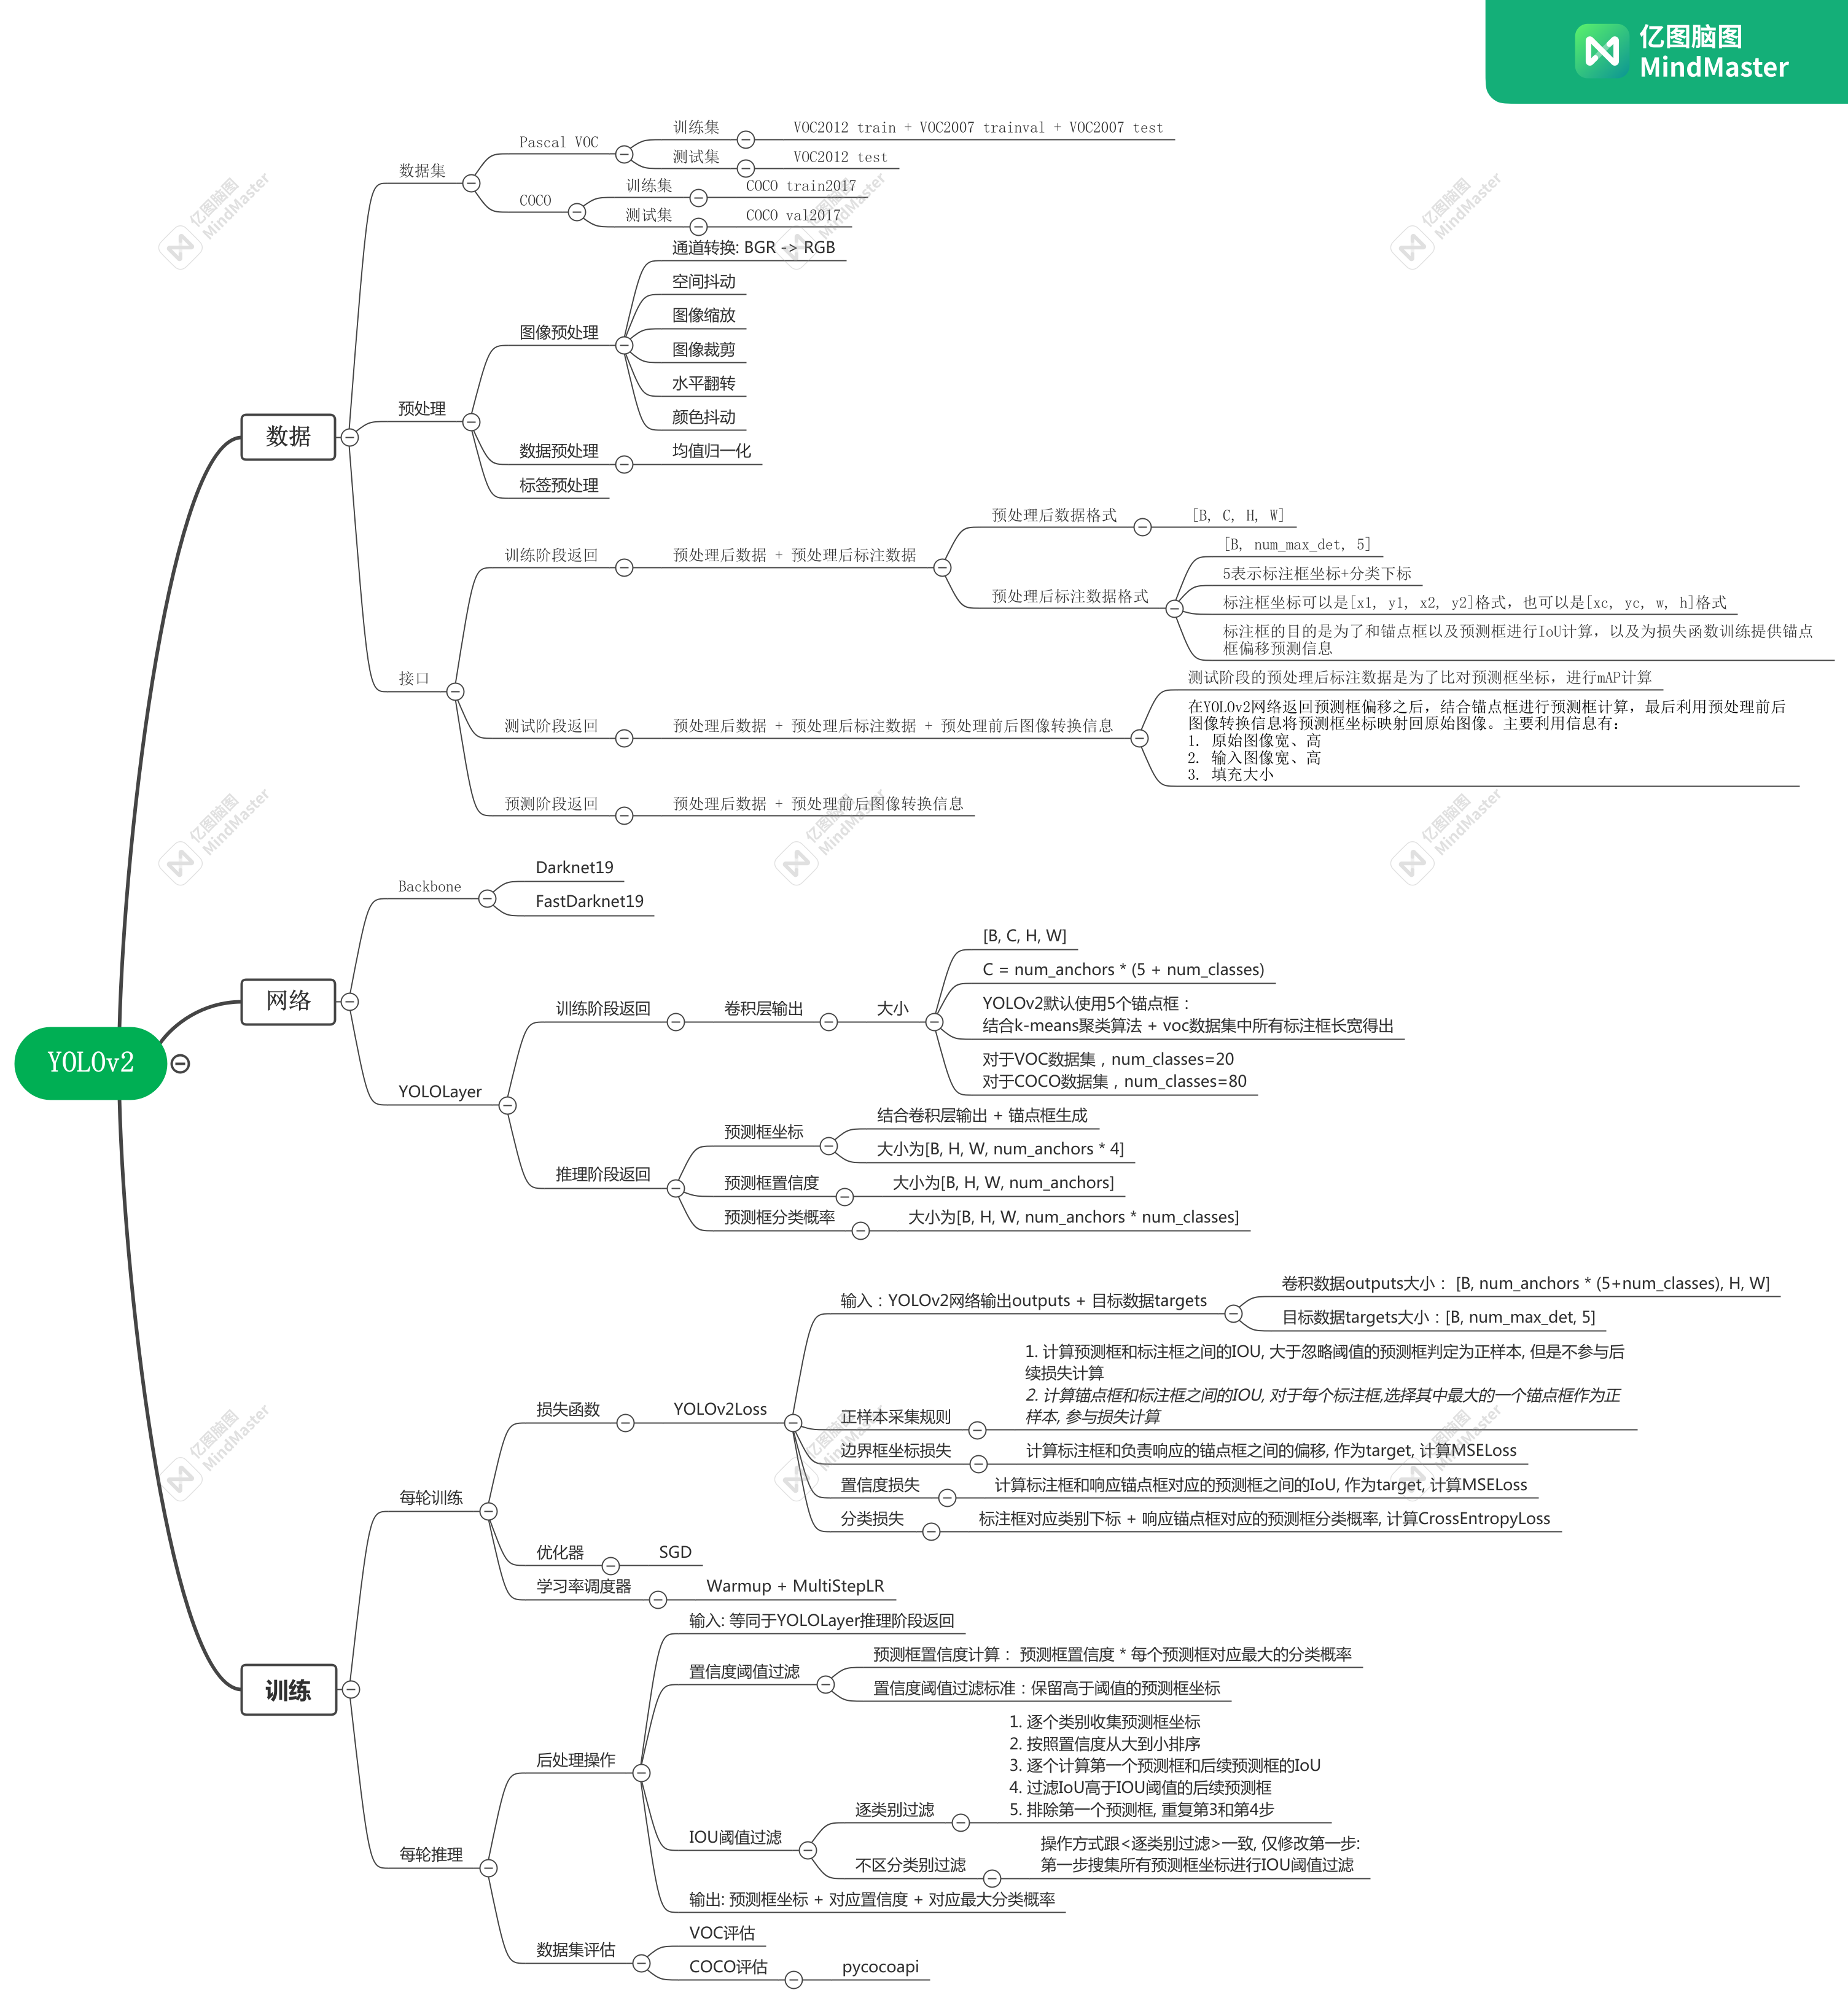 亿图脑图
MindMaster
YOLOv2
数据
数据集
Pascal VOC
训练集
VOC2012 train + VOC2007 trainval + VOC2007 test
测试集
VOC2012 test
COCO
训练集
COCO train2017
测试集
COCO val2017
预处理
图像预处理
通道转换: BGR -> RGB
空间抖动
图像缩放
图像裁剪
水平翻转
颜色抖动
数据预处理
均值归一化
标签预处理
接口
训练阶段返回
预处理后数据 + 预处理后标注数据
预处理后数据格式
[B, C, H, W]
预处理后标注数据格式
[B, num_max_det, 5]
5表示标注框坐标+分类下标
标注框坐标可以是[x1, y1, x2, y2]格式，也可以是[xc, yc, w, h]格式
标注框的目的是为了和锚点框以及预测框进行IoU计算，以及为损失函数训练提供锚点
框偏移预测信息
测试阶段返回
预处理后数据 + 预处理后标注数据 + 预处理前后图像转换信息
测试阶段的预处理后标注数据是为了比对预测框坐标，进行mAP计算
在YOLOv2网络返回预测框偏移之后，结合锚点框进行预测框计算，最后利用预处理前后
图像转换信息将预测框坐标映射回原始图像。主要利用信息有：
1. 原始图像宽、高
2. 输入图像宽、高
3. 填充大小
预测阶段返回
预处理后数据 + 预处理前后图像转换信息
网络
Backbone
Darknet19
FastDarknet19
YOLOLayer
训练阶段返回
卷积层输出
大小
[B, C, H, W]
C = num_anchors * (5 + num_classes)
YOLOv2默认使用5个锚点框：
结合k-means聚类算法 + voc数据集中所有标注框长宽得出
对于VOC数据集，num_classes=20
对于COCO数据集，num_classes=80
推理阶段返回
预测框坐标
结合卷积层输出 + 锚点框生成
大小为[B, H, W, num_anchors * 4]
预测框置信度
大小为[B, H, W, num_anchors]
预测框分类概率
大小为[B, H, W, num_anchors * num_classes]
训练
每轮训练
损失函数
YOLOv2Loss
输入：YOLOv2网络输出outputs + 目标数据targets
卷积数据outputs大小： [B, num_anchors * (5+num_classes), H, W]
目标数据targets大小：[B, num_max_det, 5]
正样本采集规则
1. 计算预测框和标注框之间的IOU, 大于忽略阈值的预测框判定为正样本, 但是不参与后
续损失计算
2. 计算锚点框和标注框之间的IOU, 对于每个标注框,选择其中最大的一个锚点框作为正
样本, 参与损失计算
边界框坐标损失
计算标注框和负责响应的锚点框之间的偏移, 作为target, 计算MSELoss
置信度损失
计算标注框和响应锚点框对应的预测框之间的IoU, 作为target, 计算MSELoss
分类损失
标注框对应类别下标 + 响应锚点框对应的预测框分类概率, 计算CrossEntropyLoss
优化器
SGD
学习率调度器
Warmup + MultiStepLR
每轮推理
后处理操作
输入: 等同于YOLOLayer推理阶段返回
置信度阈值过滤
预测框置信度计算： 预测框置信度 * 每个预测框对应最大的分类概率
置信度阈值过滤标准：保留高于阈值的预测框坐标
IOU阈值过滤
逐类别过滤
1. 逐个类别收集预测框坐标
2. 按照置信度从大到小排序
3. 逐个计算第一个预测框和后续预测框的IoU
4. 过滤IoU高于IOU阈值的后续预测框
5. 排除第一个预测框, 重复第3和第4步
不区分类别过滤
操作方式跟<逐类别过滤>一致, 仅修改第一步:
第一步搜集所有预测框坐标进行IOU阈值过滤
输出: 预测框坐标 + 对应置信度 + 对应最大分类概率
数据集评估
VOC评估
COCO评估
pycocoapi